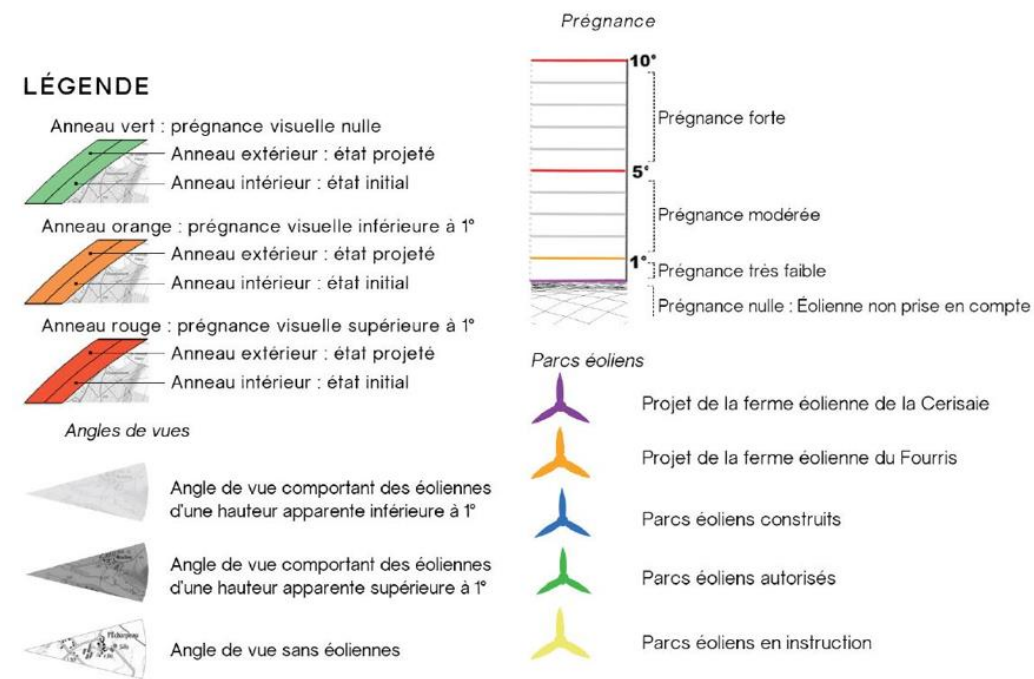 LÉGENDE
Anneau vert : prégnance visuelle nulle
Anneau extérieur : état projeté
Anneau intérieur : état initial
Anneau orange : prégnance visuelle inférieure à 1°
Anneau extérieur : état projeté
Anneau intérieur : état initial
Anneau rouge : prégnance visuelle supérieure à 1°
Anneau extérieur : état projeté
Anneau intérieur : état initial
Angles de vues
Angle de vue comportant des éoliennes
d'une hauteur apparente inférieure à 1°
Angle de vue comportant des éoliennes
d'une hauteur apparente supérieure à 1°
Angle de vue sans éoliennes
Prégnance
10°
Prégnance forte
5°
Prégnance modérée
1°
Prégnance très faible
Prégnance nulle : Éolienne non prise en compte
Parcs éoliens
Projet de la ferme éolienne de la Cerisaie
Projet de la ferme éolienne du Fourris
Parcs éoliens construits
Parcs éoliens autorisés
Parcs éoliens en instruction